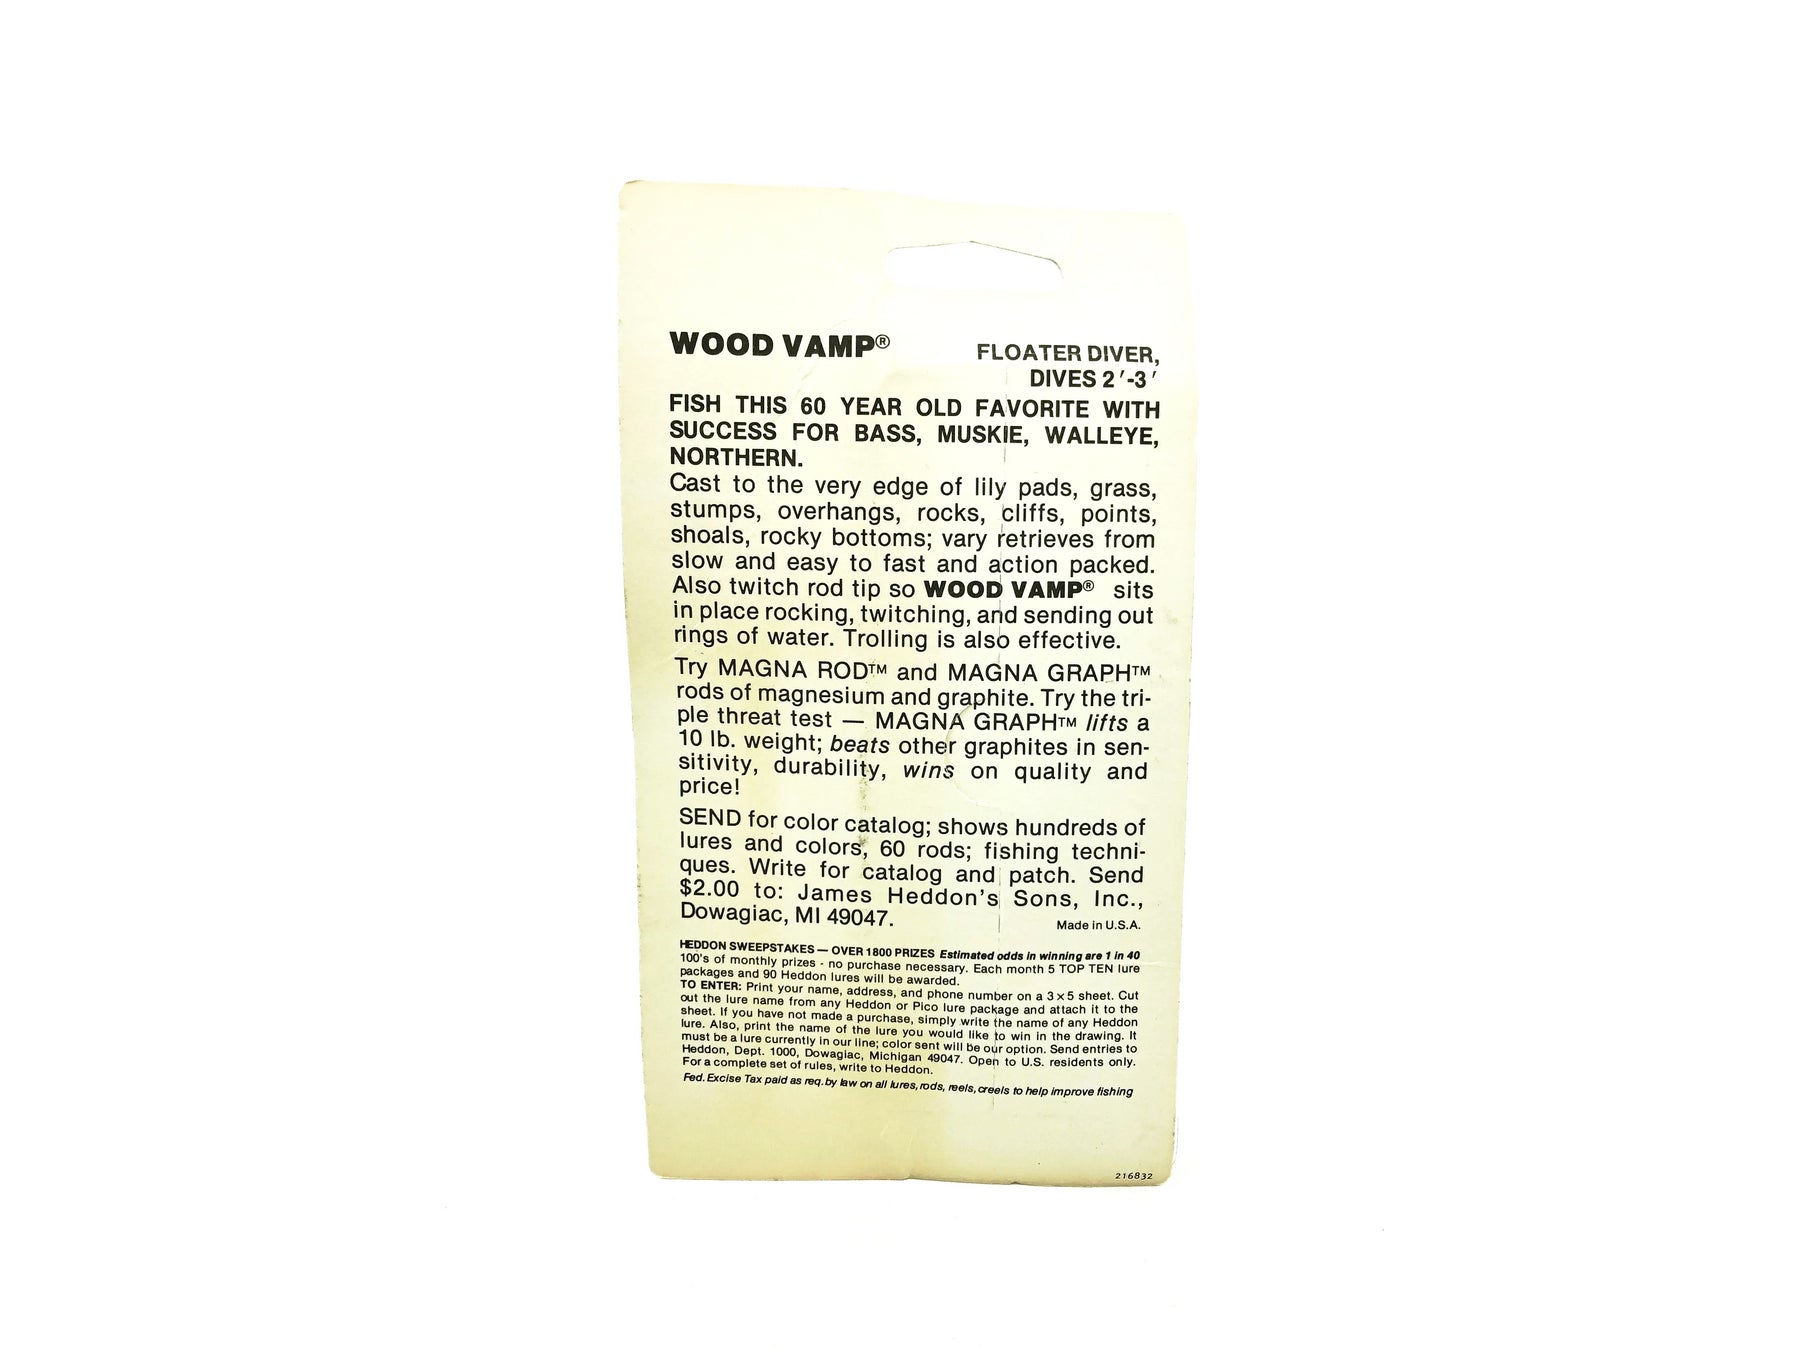 WOOD VAMP® FLOATER DIVER,
DIVES 2'-3'
FISH THIS 60 YEAR OLD FAVORITE WITH
SUCCESS FOR BASS, MUSKIE, WALLEYE,
NORTHERN.
Cast to the very edge of lily pads, grass,
stumps, overhangs, rocks, cliffs, points,
shoals, rocky bottoms; vary retrieves from
slow and easy to fast and action packed.
Also twitch rod tip so WOOD VAMP® sits
in place rocking, twitching, and sending out
rings of water. Trolling is also effective.
Try MAGNA ROD™ and MAGNA GRAPH™
rods of magnesium and graphite. Try the tri-
ple threat test — MAGNA GRAPH™ lifts a
10 lb. weight; beats other graphites in sen-
sitivity, durability, wins on quality and
price!
SEND for color catalog; shows hundreds of
lures and colors, 60 rods; fishing techni-
ques. Write for catalog and patch. Send
$2.00 to: James Heddon's Sons, Inc.,
Dowagiac, MI 49047. Made in U.S.A.
HEDDON SWEEPSTAKES — OVER 1800 PRIZES Estimated odds in winning are 1 in 40
100's of monthly prizes - no purchase necessary. Each month 5 TOP TEN lure
packages and 90 Heddon lures will be awarded.
TO ENTER: Print your name, address, and phone number on a 3 x 5 sheet. Cut
out the lure name from any Heddon or Pico lure package and attach it to the
sheet. If you have not made a purchase, simply write the name of any Heddon
lure. Also, print the name of the lure you would like to win in the drawing. It
must be a lure currently in our line; color sent will be our option. Send entries to
Heddon, Dept. 1000, Dowagiac, Michigan 49047. Open to U.S. residents only.
For a complete set of rules, write to Heddon.
Fed. Excise Tax paid as req. by law on all lures, rods, reels, creels to help improve fishing
216832